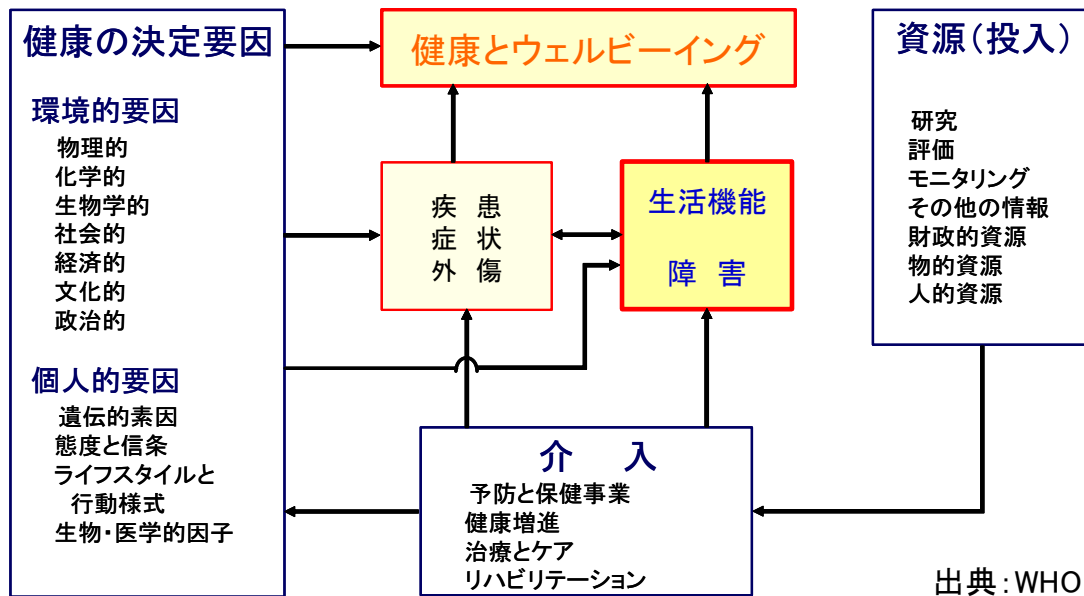 健康の決定要因
環境的要因
物理的
化学的
生物学的
社会的
経済的
文化的
政治的
個人的要因
遺伝的素因
態度と信条
ライフスタイルと
行動様式
生物・医学的因子
健康とウェルビーイング
疾 患
症 状
外 傷
生活機能
障 害
介 入
予防と保健事業
健康増進
治療とケア
リハビリテーション
資源(投入)
研究
評価
モニタリング
その他の情報
財政的資源
物的資源
人的資源
出典:WHO